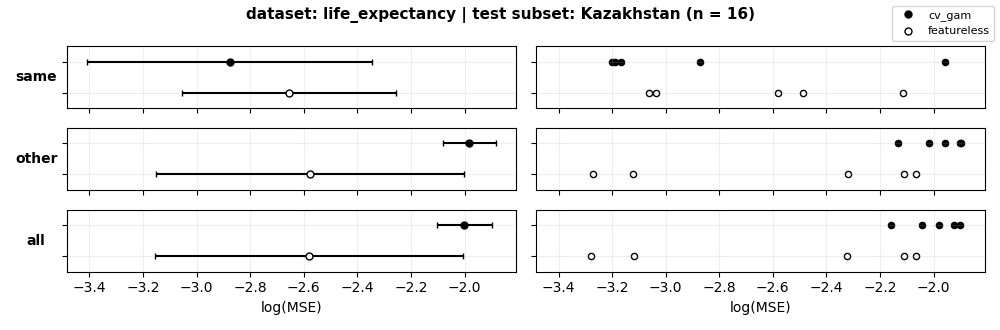 dataset: life_expectancy | test subset: Kazakhstan (n = 16)
cv_gam
featureless
same
other
all
−3.4 −3.2 −3.0 −2.8 −2.6 −2.4 −2.2 −2.0
log(MSE)
−3.4 −3.2 −3.0 −2.8 −2.6 −2.4 −2.2 −2.0
log(MSE)